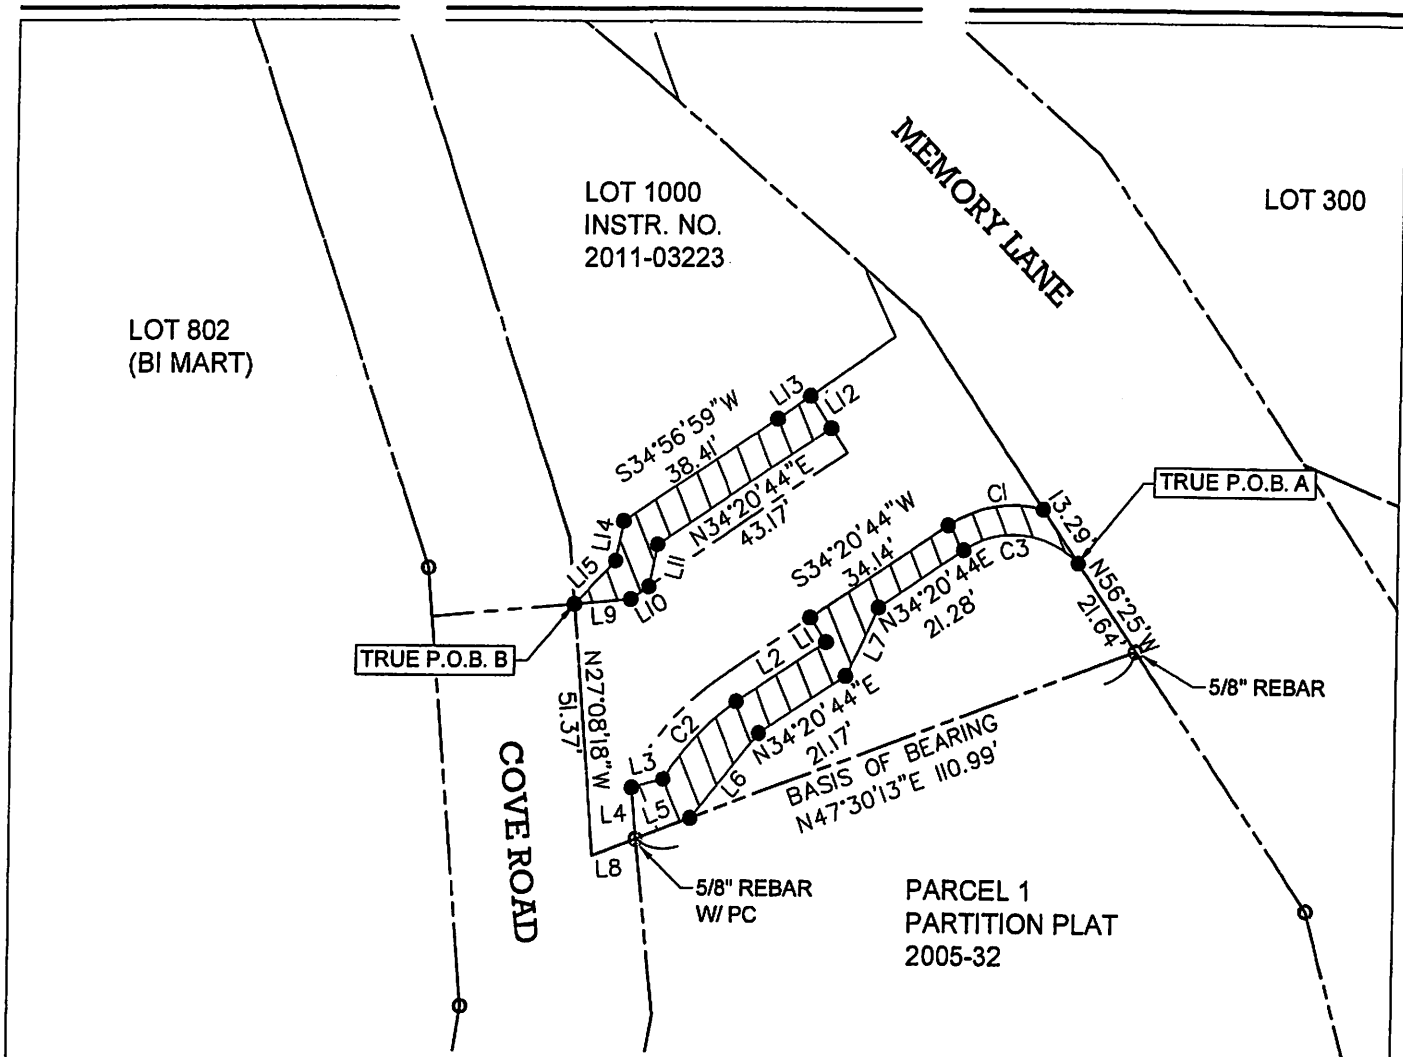 MEMORY LANE
LOT 1000
INSTR. NO.
2011-03223
LOT 300
LOT 802
(BI MART)
S34°56'59"W
38.41'
L13
L12
N34°20'44"E
43.17'
L14
L15
L11
L10
L9
TRUE P.O.B. A
C1
13.29'
S34°20'44"W
34.14'
C3
N34°20'44E
21.28'
N56°25'W
21.64'
TRUE P.O.B. B
L1
L2
L7
5/8" REBAR
N27°08'18"W
51.37'
C2
N34°20'44"E
21.17'
L3
L6
L4
L5
BASIS OF BEARING
N47°30'13"E 110.99'
COVE ROAD
L8
5/8" REBAR
W/ PC
PARCEL 1
PARTITION PLAT
2005-32